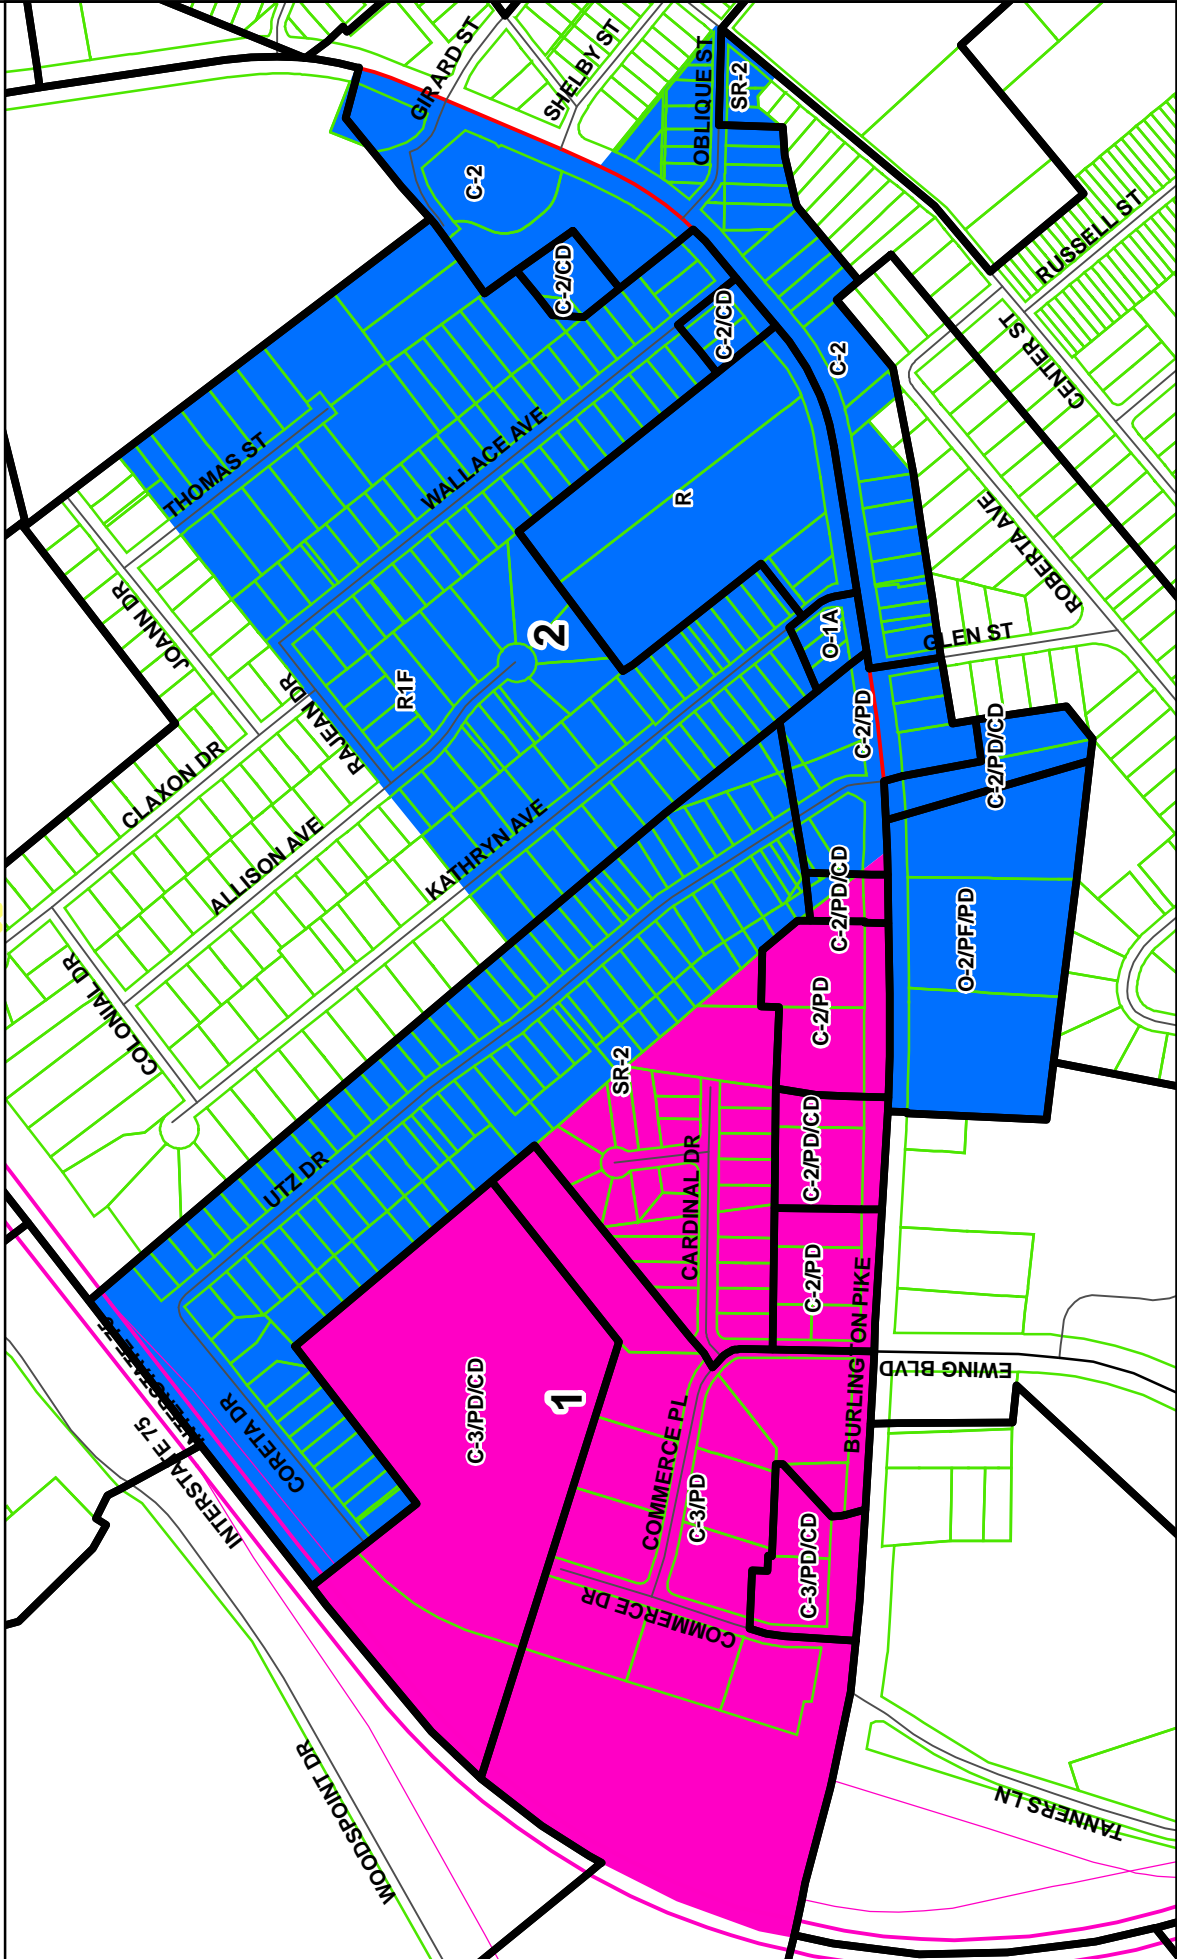 GIRARD ST
SHELBY ST
OBLIQUE ST
SR-2
C-2
C-2/CD
C-2/CD
C-2
RUSSELL ST
CENTER ST
THOMAS ST
WALLACE AVE
R
ROBERTA AVE
JOANN DR
2
O-1A
GLEN ST
R1F
RAJEAN DR
C-2/PD
C-2/PD/CD
CLAXON DR
ALLISON AVE
KATHRYN AVE
C-2/PD/CD
O-2/PF/PD
COLONIAL DR
C-2/PD
SR-2
C-2/PD/CD
UTZ DR
CARDINAL DR
C-2/PD
BURLINGTON PIKE
EWING BLVD
INTERSTATE 75
INTERSTATE 75
CORETA DR
C-3/PD/CD
1
COMMERCE PL
C-3/PD
C-3/PD/CD
COMMERCE DR
WOODSPOINT DR
TANNERS LN